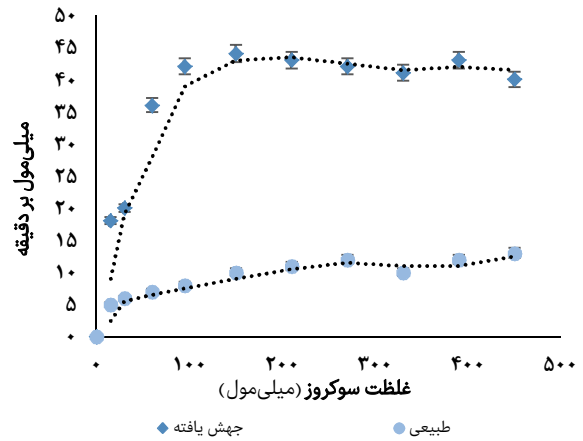 ۵۰
۴۵
۴۰
۳۵
۳۰
۲۵
۲۰
۱۵
۱۰
۵
۰
میلی‌مول بر دقیقه
۰ ۱۰۰ ۲۰۰ ۳۰۰ ۴۰۰ ۵۰۰
غلظت سوکروز (میلی‌مول)
جهش یافته
طبیعی